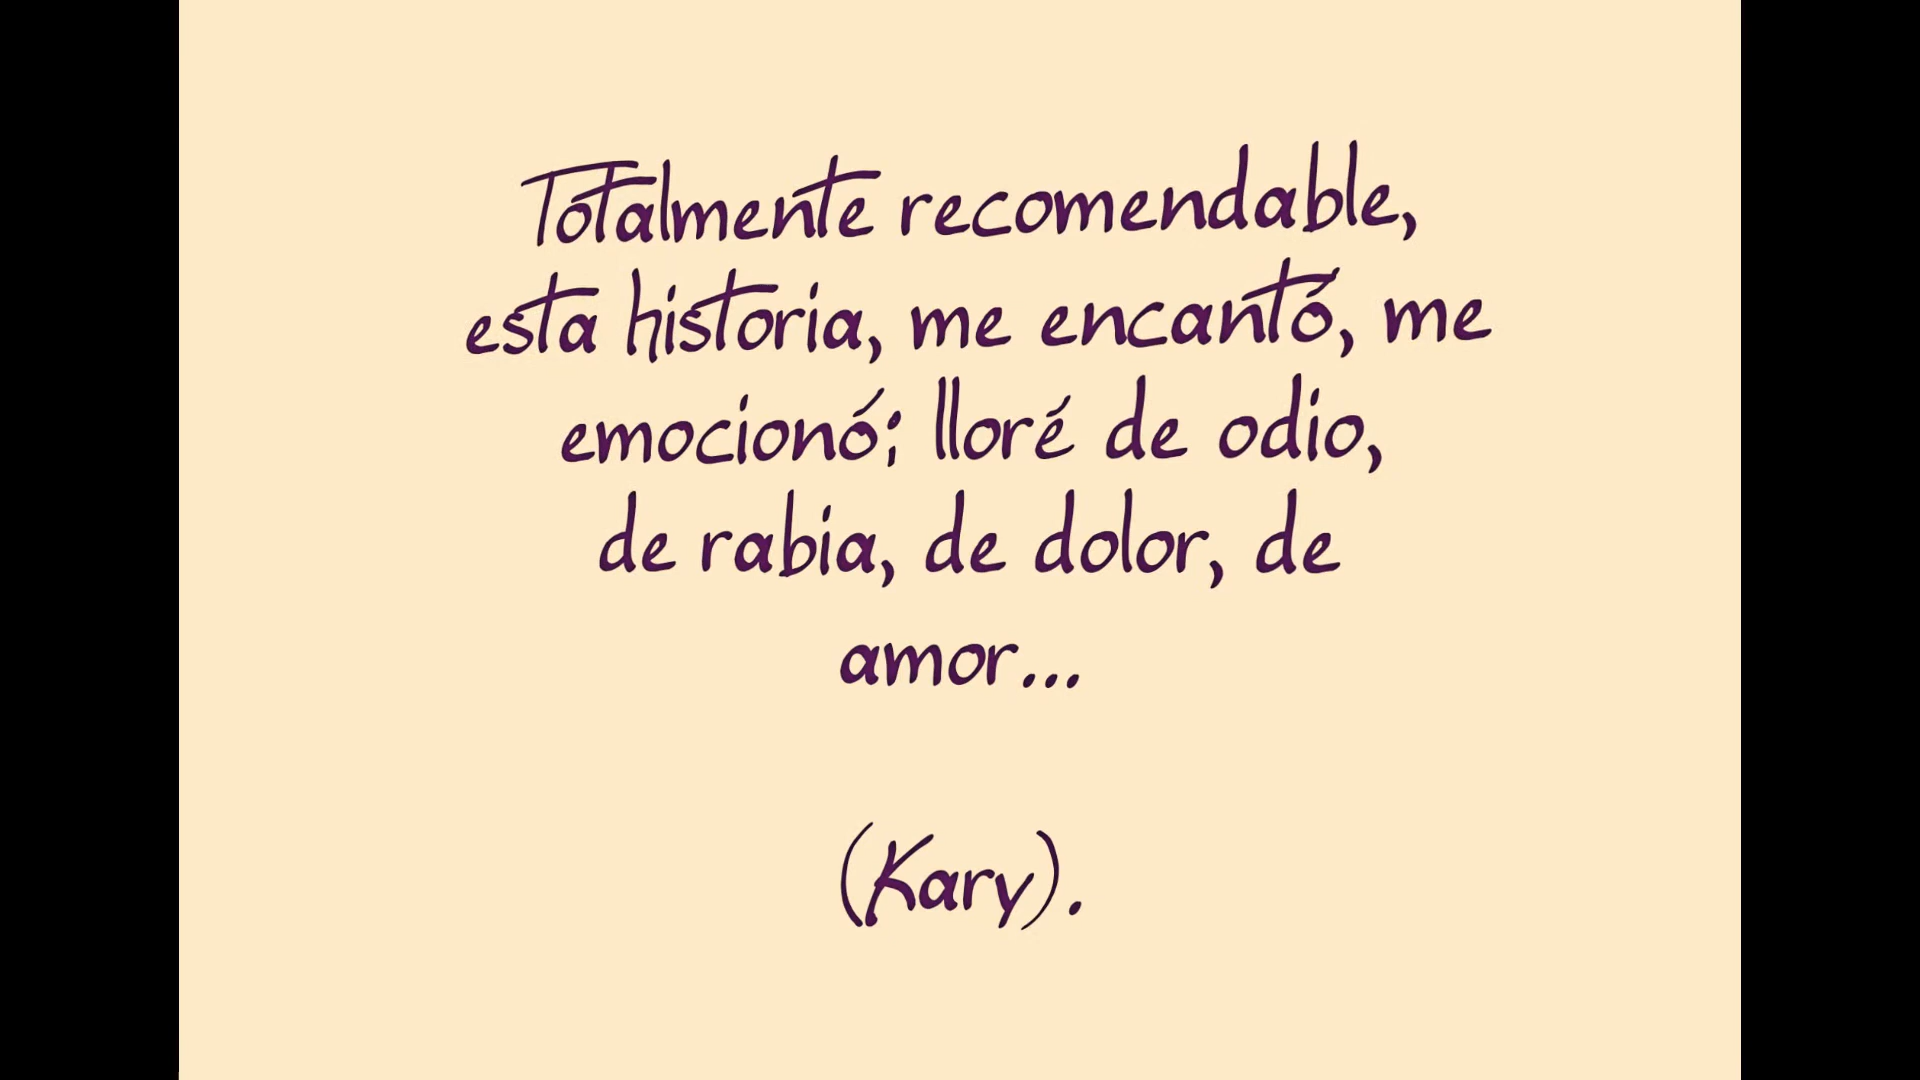 Totalmente recomendable,
esta historia, me encantó, me
emocionó; lloré de odio,
de rabia, de dolor, de
amor...
(Kary).